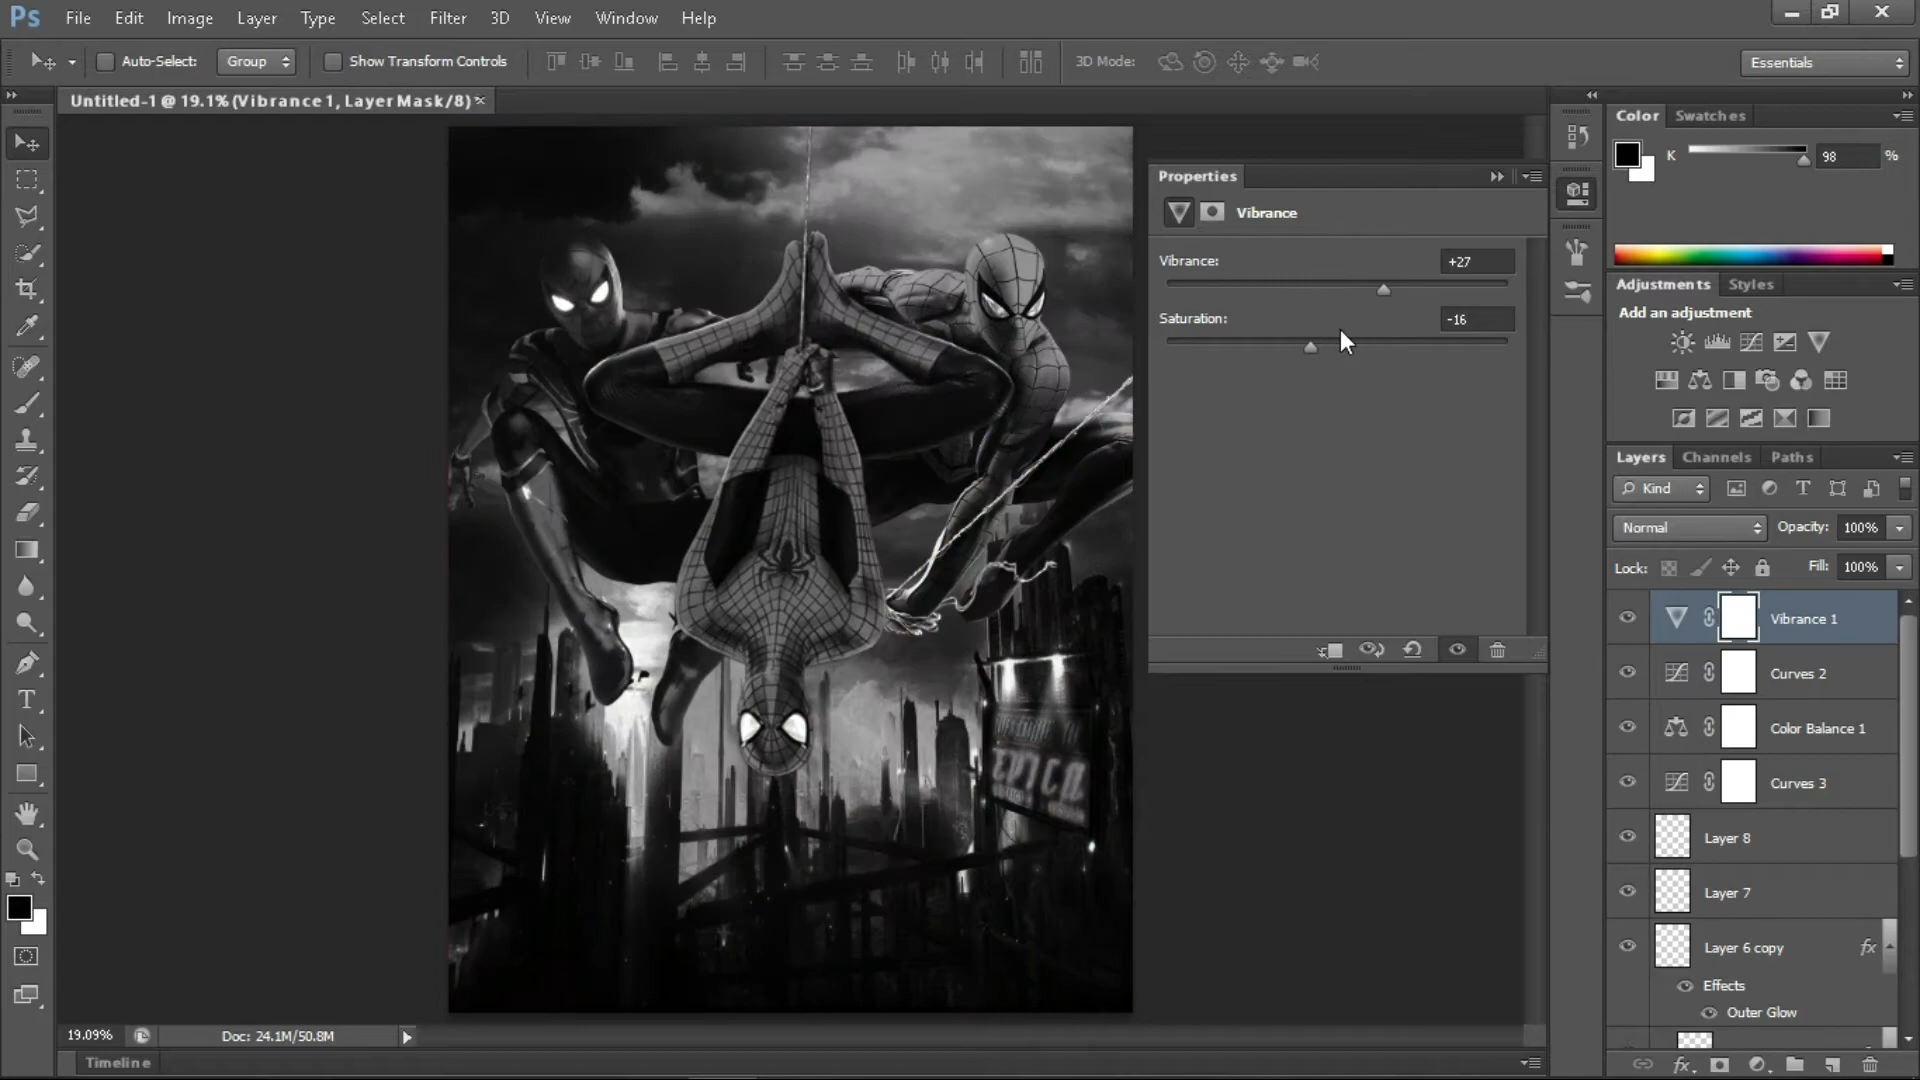 Ps File Edit Image Layer Type Select Filter 3D View Window Help
Auto-Select: Group Show Transform Controls 3D Mode: Essentials
Untitled-1 @ 19.1% (Vibrance 1, Layer Mask/8) *
Color Swatches
K 98 %
Properties
Vibrance
Vibrance: +27
Saturation: -16
Adjustments Styles
Add an adjustment
Layers Channels Paths
Kind
Normal Opacity: 100%
Lock: Fill: 100%
Vibrance 1
Curves 2
Color Balance 1
Curves 3
Layer 8
Layer 7
Layer 6 copy fx
Effects
Outer Glow
19.09% Doc: 24.1M/50.8M
Timeline
fx